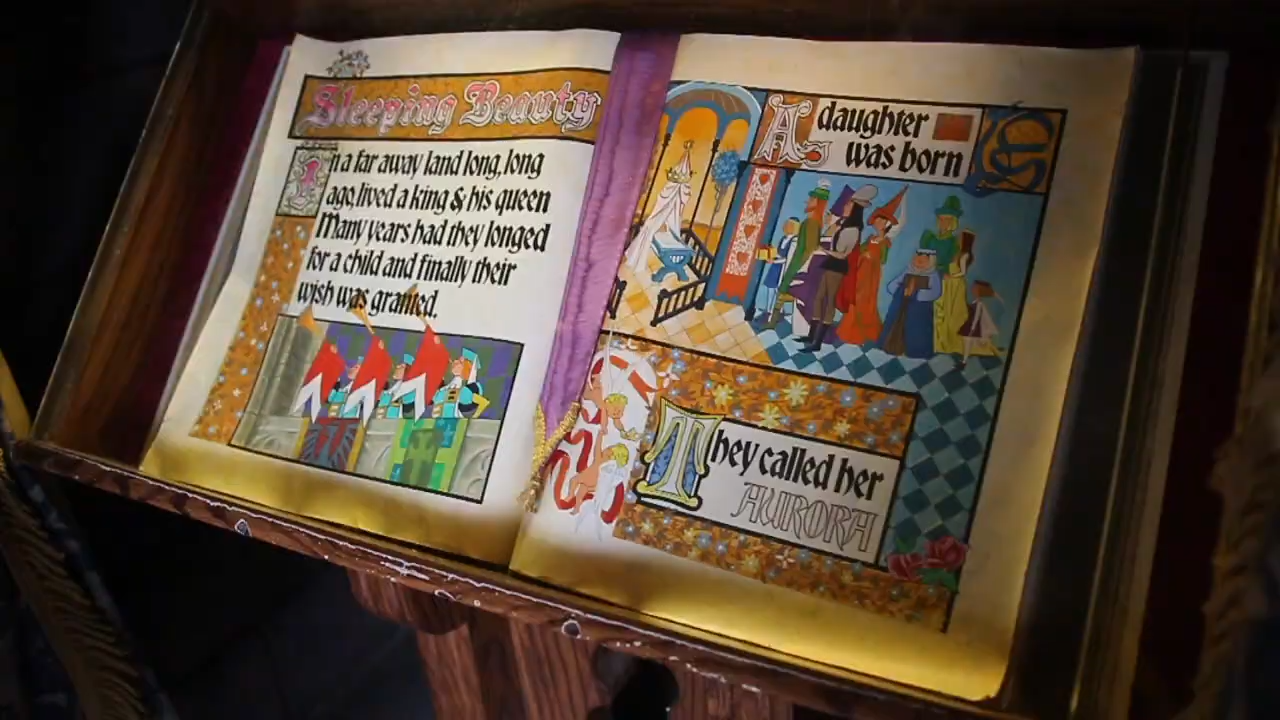 Sleeping Beauty
In a far away land long, long
ago, lived a king & his queen
Many years had they longed
for a child and finally their
wish was granted.
A daughter
was born
They called her
AURORA